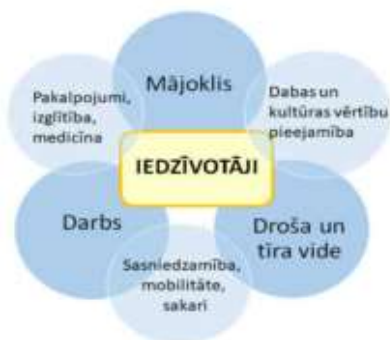 Mājoklis
Pakalpojumi,
izglītība,
medicīna
Dabas un
kultūras vērtību
pieejamība
IEDZĪVOTĀJI
Darbs
Droša un
tīra vide
Sasniedzamība,
mobilitāte,
sakari